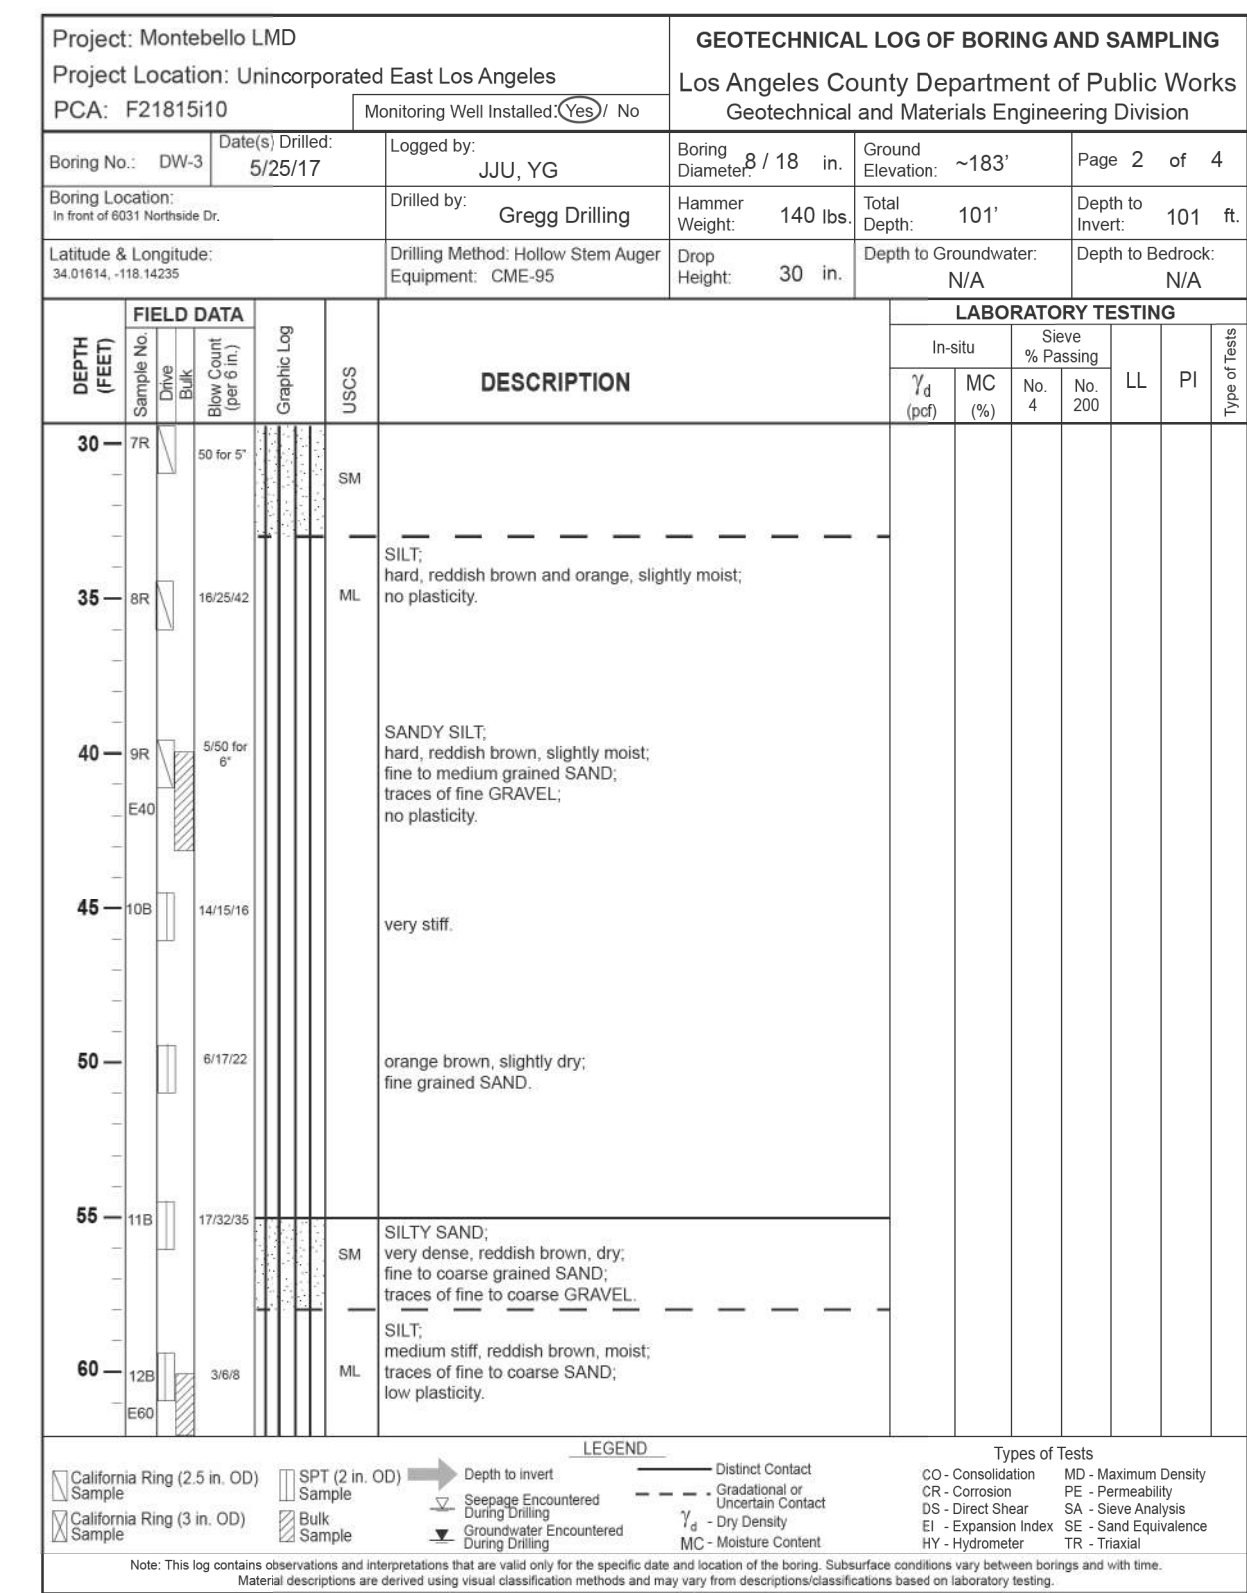 Project: Montebello LMD
Project Location: Unincorporated East Los Angeles
PCA: F21815i10
Monitoring Well Installed: Yes / No
GEOTECHNICAL LOG OF BORING AND SAMPLING
Los Angeles County Department of Public Works
Geotechnical and Materials Engineering Division
Boring No.: DW-3
Date(s) Drilled:
5/25/17
Logged by:
JJU, YG
Boring
Diameter: 8 / 18 in.
Ground
Elevation: ~183'
Page 2 of 4
Boring Location:
In front of 6031 Northside Dr.
Drilled by:
Gregg Drilling
Hammer
Weight: 140 lbs.
Total
Depth: 101'
Depth to
Invert: 101 ft.
Latitude & Longitude:
34.01614, -118.14235
Drilling Method: Hollow Stem Auger
Equipment: CME-95
Drop
Height: 30 in.
Depth to Groundwater:
N/A
Depth to Bedrock:
N/A
DEPTH
(FEET)
FIELD DATA
Sample No.
Drive
Bulk
Blow Count
(per 6 in.)
Graphic Log
USCS
DESCRIPTION
LABORATORY TESTING
In-situ
Sieve
% Passing
γd
(pcf)
MC
(%)
No.
4
No.
200
LL
PI
Type of Tests
30 7R 50 for 5"
SM
SILT;
hard, reddish brown and orange, slightly moist;
35 8R 16/25/42 ML no plasticity.
SANDY SILT;
40 9R 5/50 for
6"
hard, reddish brown, slightly moist;
fine to medium grained SAND;
traces of fine GRAVEL;
E40 no plasticity.
45 10B 14/15/16
very stiff.
50 6/17/22 orange brown, slightly dry;
fine grained SAND.
55 11B 17/32/35
SILTY SAND;
SM very dense, reddish brown, dry;
fine to coarse grained SAND;
traces of fine to coarse GRAVEL.
SILT;
medium stiff, reddish brown, moist;
60 12B 3/6/8 ML traces of fine to coarse SAND;
low plasticity.
E60
LEGEND
California Ring (2.5 in. OD)
Sample
California Ring (3 in. OD)
Sample
SPT (2 in. OD)
Sample
Bulk
Sample
Depth to invert
Seepage Encountered
During Drilling
Groundwater Encountered
During Drilling
Distinct Contact
Gradational or
Uncertain Contact
γd - Dry Density
MC - Moisture Content
Types of Tests
CO - Consolidation
CR - Corrosion
DS - Direct Shear
EI - Expansion Index
HY - Hydrometer
MD - Maximum Density
PE - Permeability
SA - Sieve Analysis
SE - Sand Equivalence
TR - Triaxial
Note: This log contains observations and interpretations that are valid only for the specific date and location of the boring. Subsurface conditions vary between borings and with time.
Material descriptions are derived using visual classification methods and may vary from descriptions/classifications based on laboratory testing.